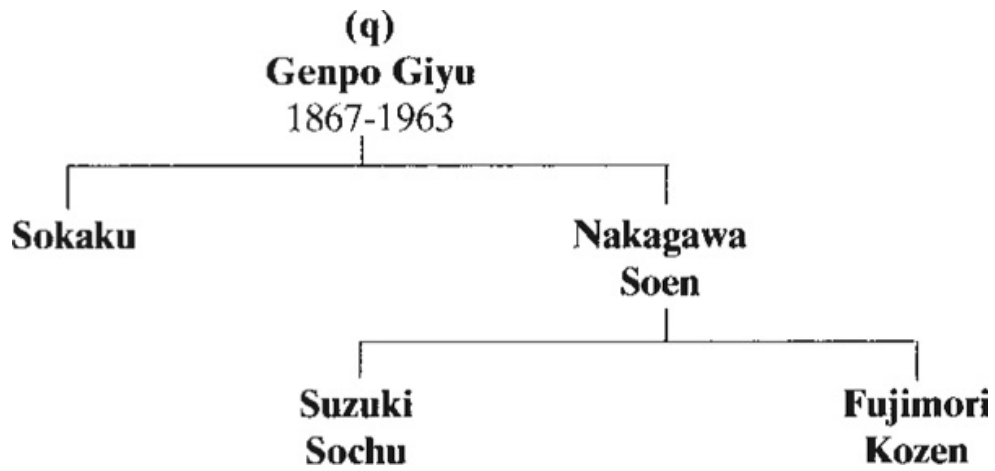 (q)
Genpo Giyu
1867-1963
Sokaku
Nakagawa
Soen
Suzuki
Sochu
Fujimori
Kozen